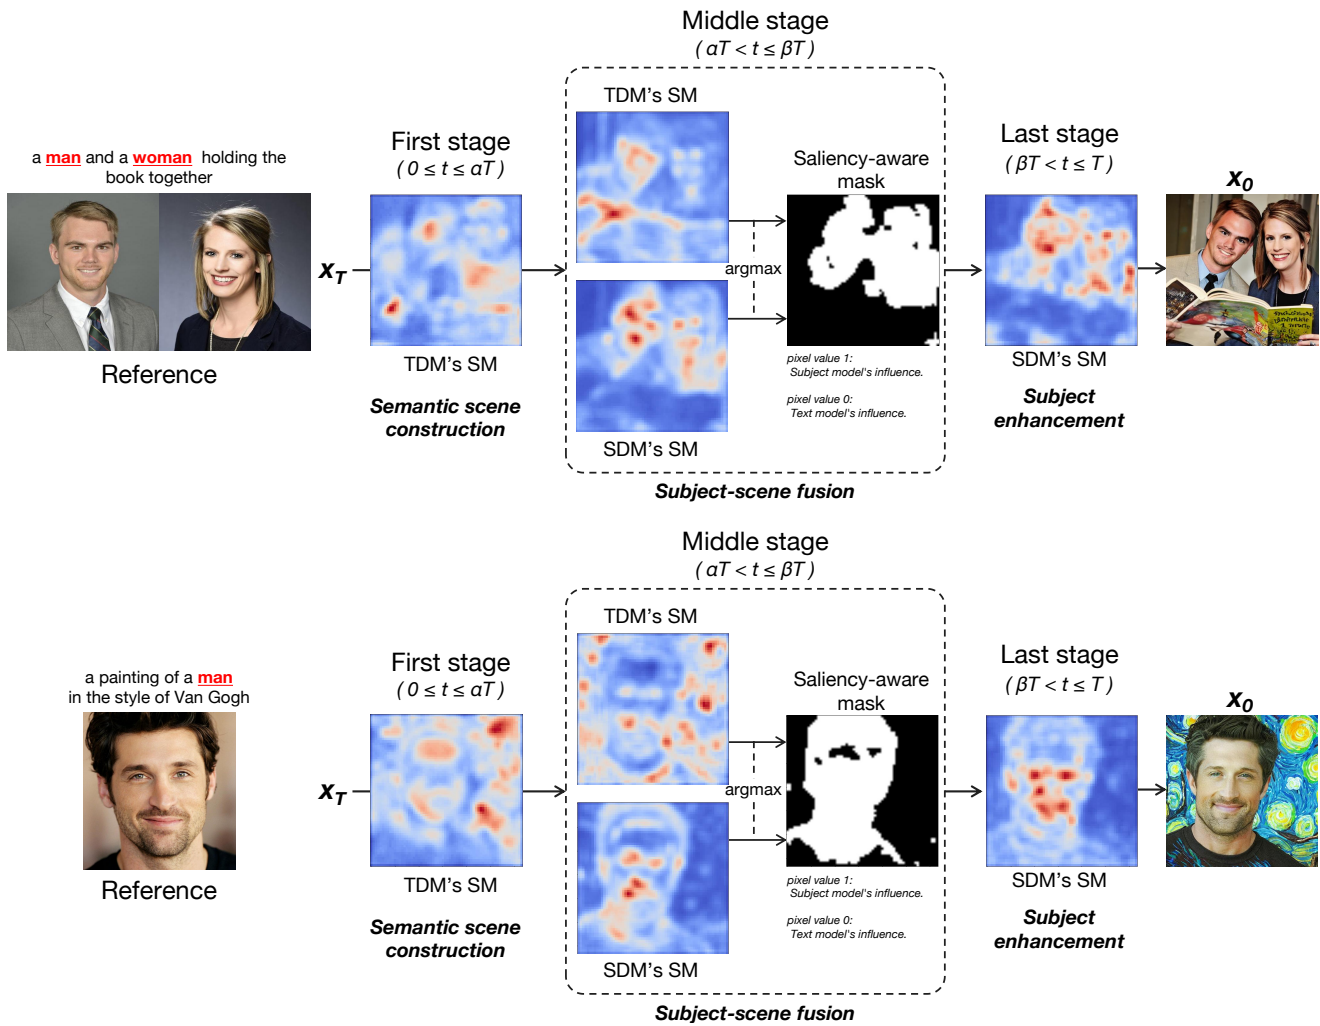 Middle stage
( αT < t ≤ βT )
TDM's SM
First stage
( 0 ≤ t ≤ αT )
Last stage
( βT < t ≤ T )
a man and a woman holding the
book together
Saliency-aware
mask
x0
xT
argmax
TDM's SM
SDM's SM
Reference
pixel value 1:
Subject model's influence.
pixel value 0:
Text model's influence.
Semantic scene
construction
Subject
enhancement
SDM's SM
Subject-scene fusion
Middle stage
( αT < t ≤ βT )
TDM's SM
First stage
( 0 ≤ t ≤ αT )
Last stage
( βT < t ≤ T )
a painting of a man
in the style of Van Gogh
Saliency-aware
mask
x0
xT
argmax
TDM's SM
SDM's SM
Reference
pixel value 1:
Subject model's influence.
pixel value 0:
Text model's influence.
Semantic scene
construction
Subject
enhancement
SDM's SM
Subject-scene fusion